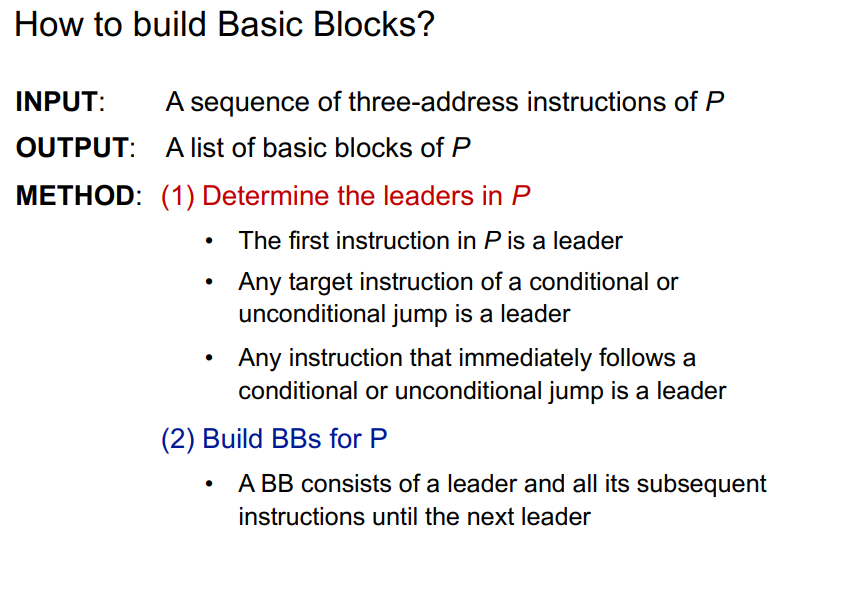 How to build Basic Blocks?
INPUT: A sequence of three-address instructions of P
OUTPUT: A list of basic blocks of P
METHOD: (1) Determine the leaders in P
• The first instruction in P is a leader
• Any target instruction of a conditional or
unconditional jump is a leader
• Any instruction that immediately follows a
conditional or unconditional jump is a leader
(2) Build BBs for P
• A BB consists of a leader and all its subsequent
instructions until the next leader